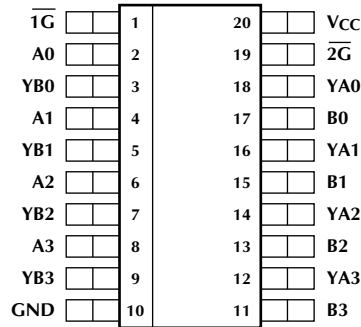 1G 1 20 VCC
A0 2 19 2G
YB0 3 18 YA0
A1 4 17 B0
YB1 5 16 YA1
A2 6 15 B1
YB2 7 14 YA2
A3 8 13 B2
YB3 9 12 YA3
GND 10 11 B3